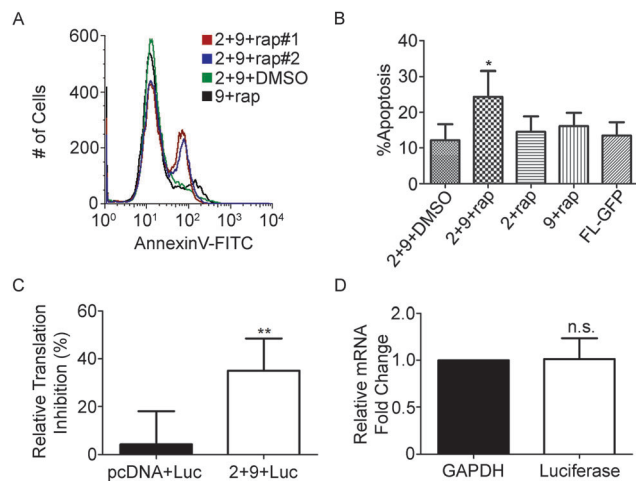 A
2+9+rap#1
2+9+rap#2
2+9+DMSO
9+rap
600
400
200
0
# of Cells
10⁰ 10¹ 10² 10³ 10⁴
AnnexinV-FITC
B
40
30
20
10
0
%Apoptosis
*
2+9+DMSO
2+9+rap
2+rap
9+rap
FL-GFP
C
60
40
20
0
Relative Translation
Inhibition (%)
**
pcDNA+Luc 2+9+Luc
D
2.0
1.0
0.5
0.0
Relative mRNA
Fold Change
n.s.
GAPDH Luciferase